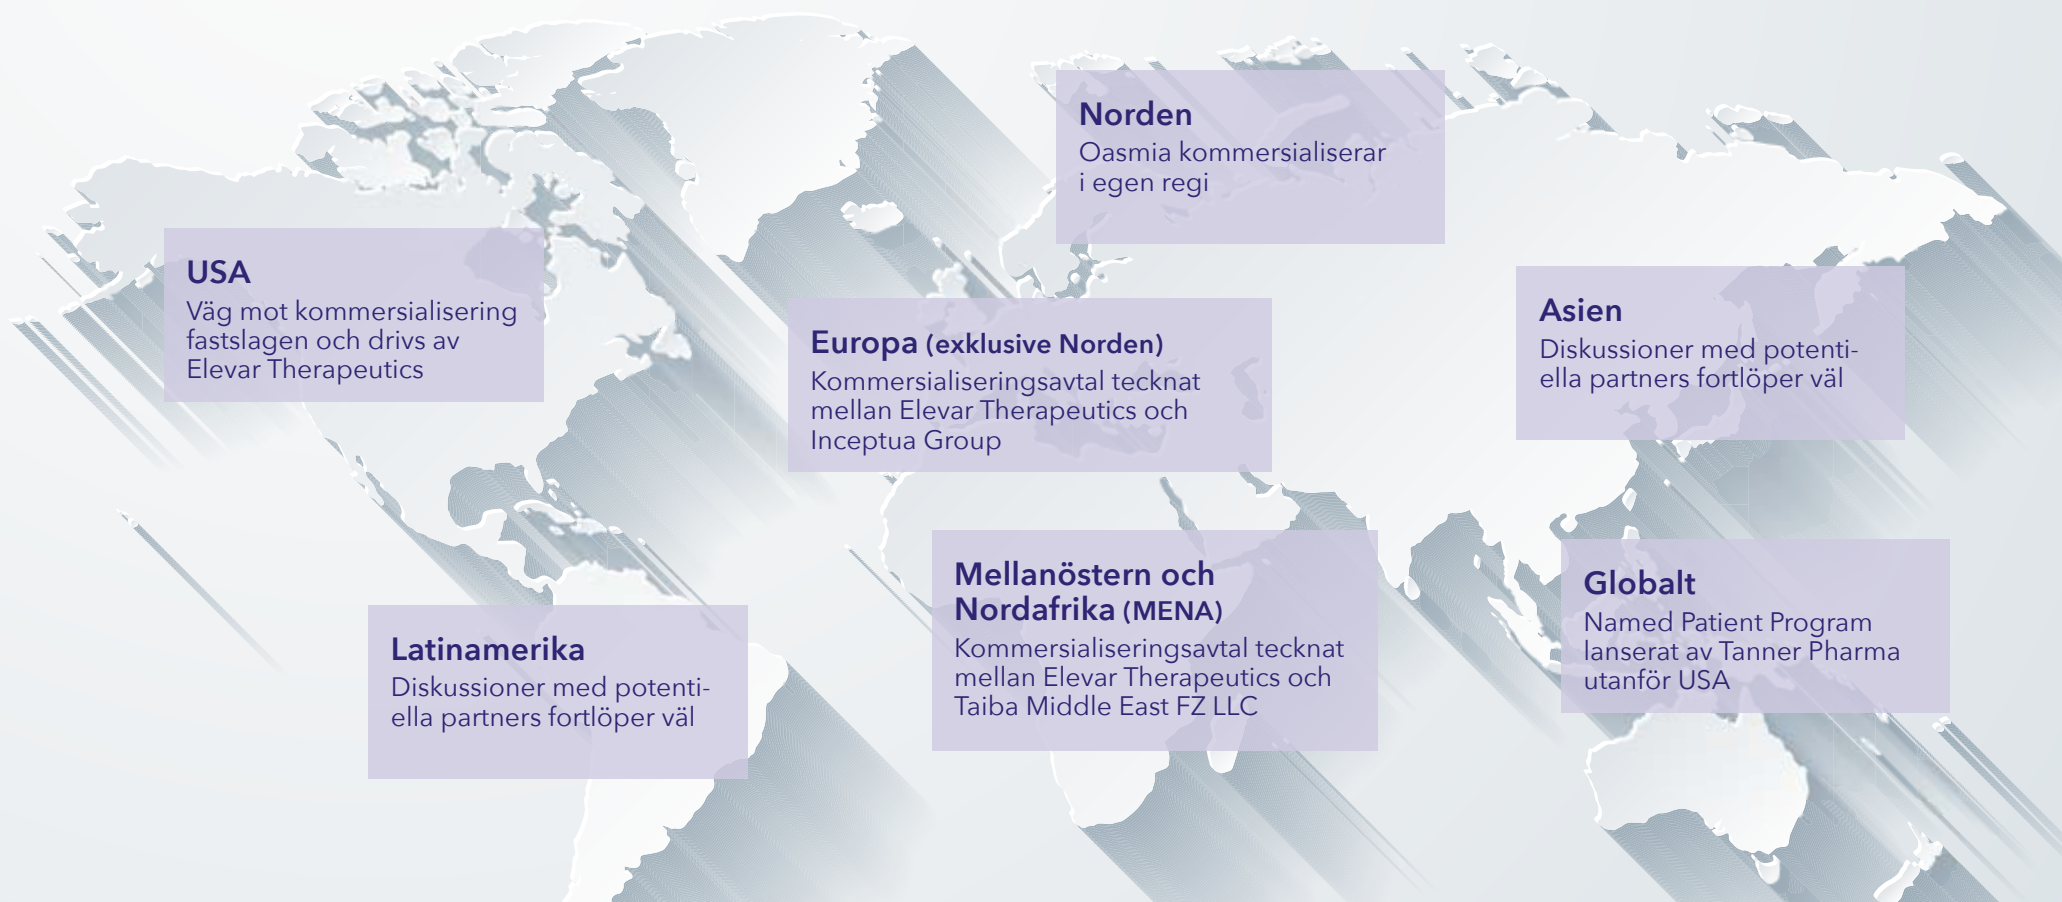 Norden
Oasmia kommersialiserar
i egen regi
USA
Väg mot kommersialisering
fastslagen och drivs av
Elevar Therapeutics
Europa (exklusive Norden)
Kommersialiseringsavtal tecknat
mellan Elevar Therapeutics och
Inceptua Group
Asien
Diskussioner med potenti-
ella partners fortlöper väl
Latinamerika
Diskussioner med potenti-
ella partners fortlöper väl
Mellanöstern och
Nordafrika (MENA)
Kommersialiseringsavtal tecknat
mellan Elevar Therapeutics och
Taiba Middle East FZ LLC
Globalt
Named Patient Program
lanserat av Tanner Pharma
utanför USA